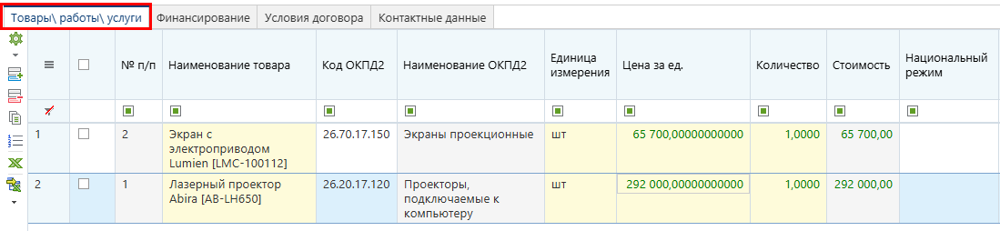 Товары\ работы\ услуги Финансирование Условия договора Контактные данные
№ п/п Наименование товара Код ОКПД2 Наименование ОКПД2 Единица измерения Цена за ед. Количество Стоимость Национальный режим
1 2 Экран с 26.70.17.150 Экраны проекционные шт 65 700,00000000000 1,0000 65 700,00
электроприводом
Lumien [LMC-100112]
2 1 Лазерный проектор 26.20.17.120 Проекторы, шт 292 000,00000000000 1,0000 292 000,00
Abira [AB-LH650] подключаемые к
компьютеру